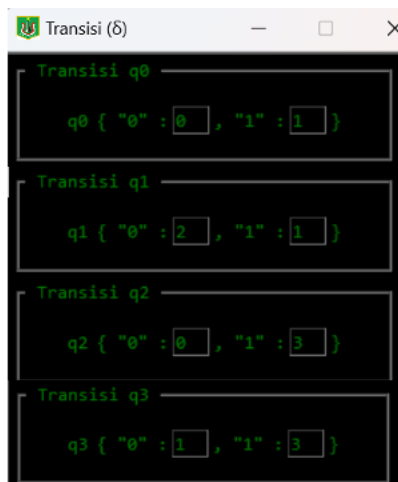 Transisi (δ)
Transisi q0
q0 { "0" : 0 , "1" : 1 }
Transisi q1
q1 { "0" : 2 , "1" : 1 }
Transisi q2
q2 { "0" : 0 , "1" : 3 }
Transisi q3
q3 { "0" : 1 , "1" : 3 }